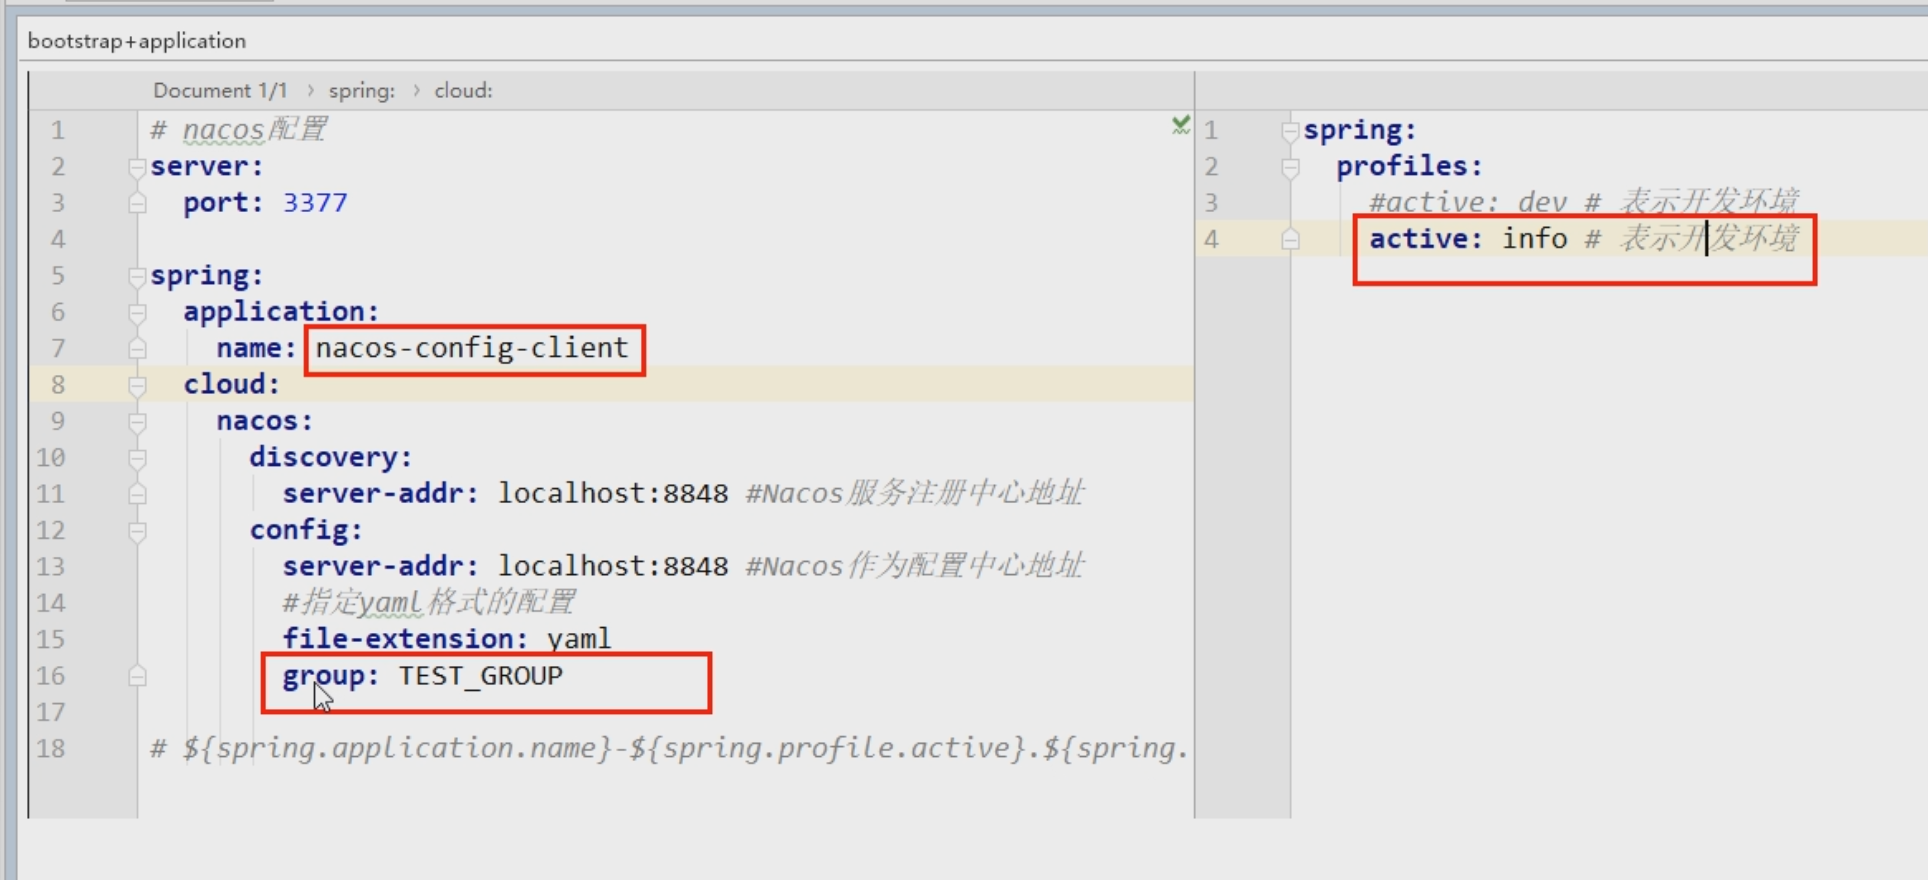 bootstrap+application
Document 1/1 › spring: › cloud:
1 # nacos配置
2 server:
3 port: 3377
4
5 spring:
6 application:
7 name: nacos-config-client
8 cloud:
9 nacos:
10 discovery:
11 server-addr: localhost:8848 #Nacos服务注册中心地址
12 config:
13 server-addr: localhost:8848 #Nacos作为配置中心地址
14 #指定yaml格式的配置
15 file-extension: yaml
16 group: TEST_GROUP
17
18 # ${spring.application.name}-${spring.profile.active}.${spring.
1 spring:
2 profiles:
3 #active: dev # 表示开发环境
4 active: info # 表示开发环境